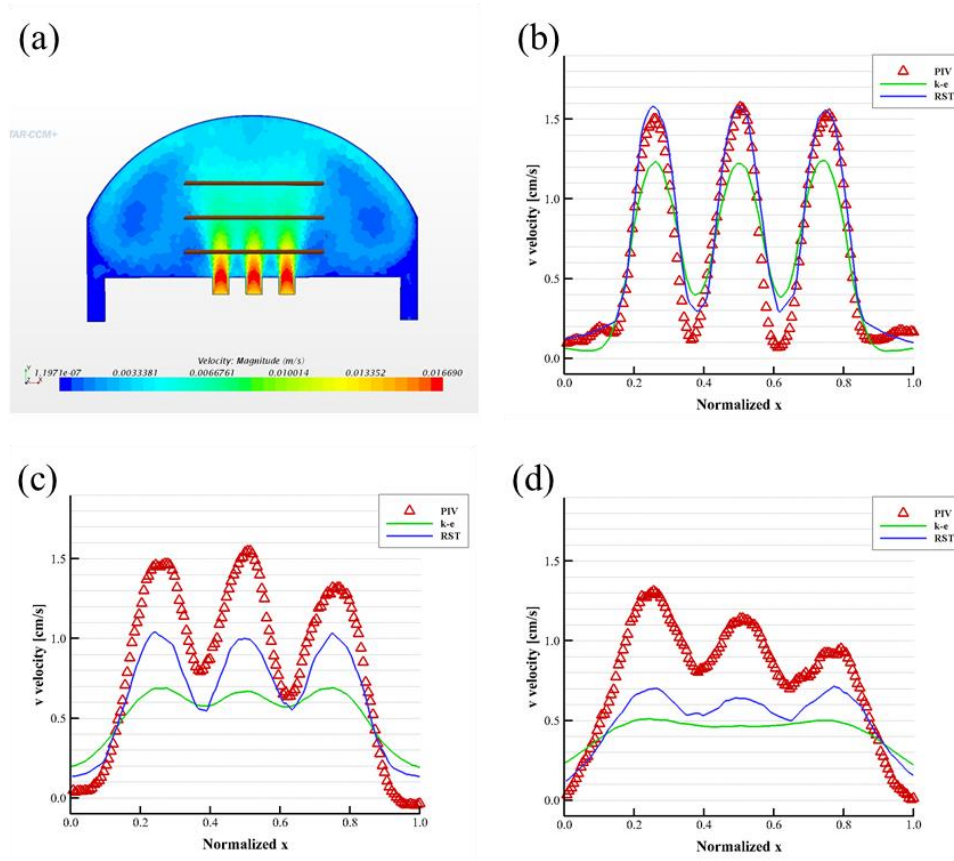 (a)
TAR-CCM+
Velocity: Magnitude (m/s)
1.1971e-07 0.0033381 0.0066761 0.010014 0.013352 0.016690
(b)
PIV
k-e
RST
v velocity [cm/s]
1.5
1.0
0.5
0.0
0.0 0.2 0.4 0.6 0.8 1.0
Normalized x
(c)
PIV
k-e
RST
v velocity [cm/s]
1.5
1.0
0.5
0.0
0.0 0.2 0.4 0.6 0.8 1.0
Normalized x
(d)
PIV
k-e
RST
v velocity [cm/s]
1.5
1.0
0.5
0.0
0.0 0.2 0.4 0.6 0.8 1.0
Normalized x